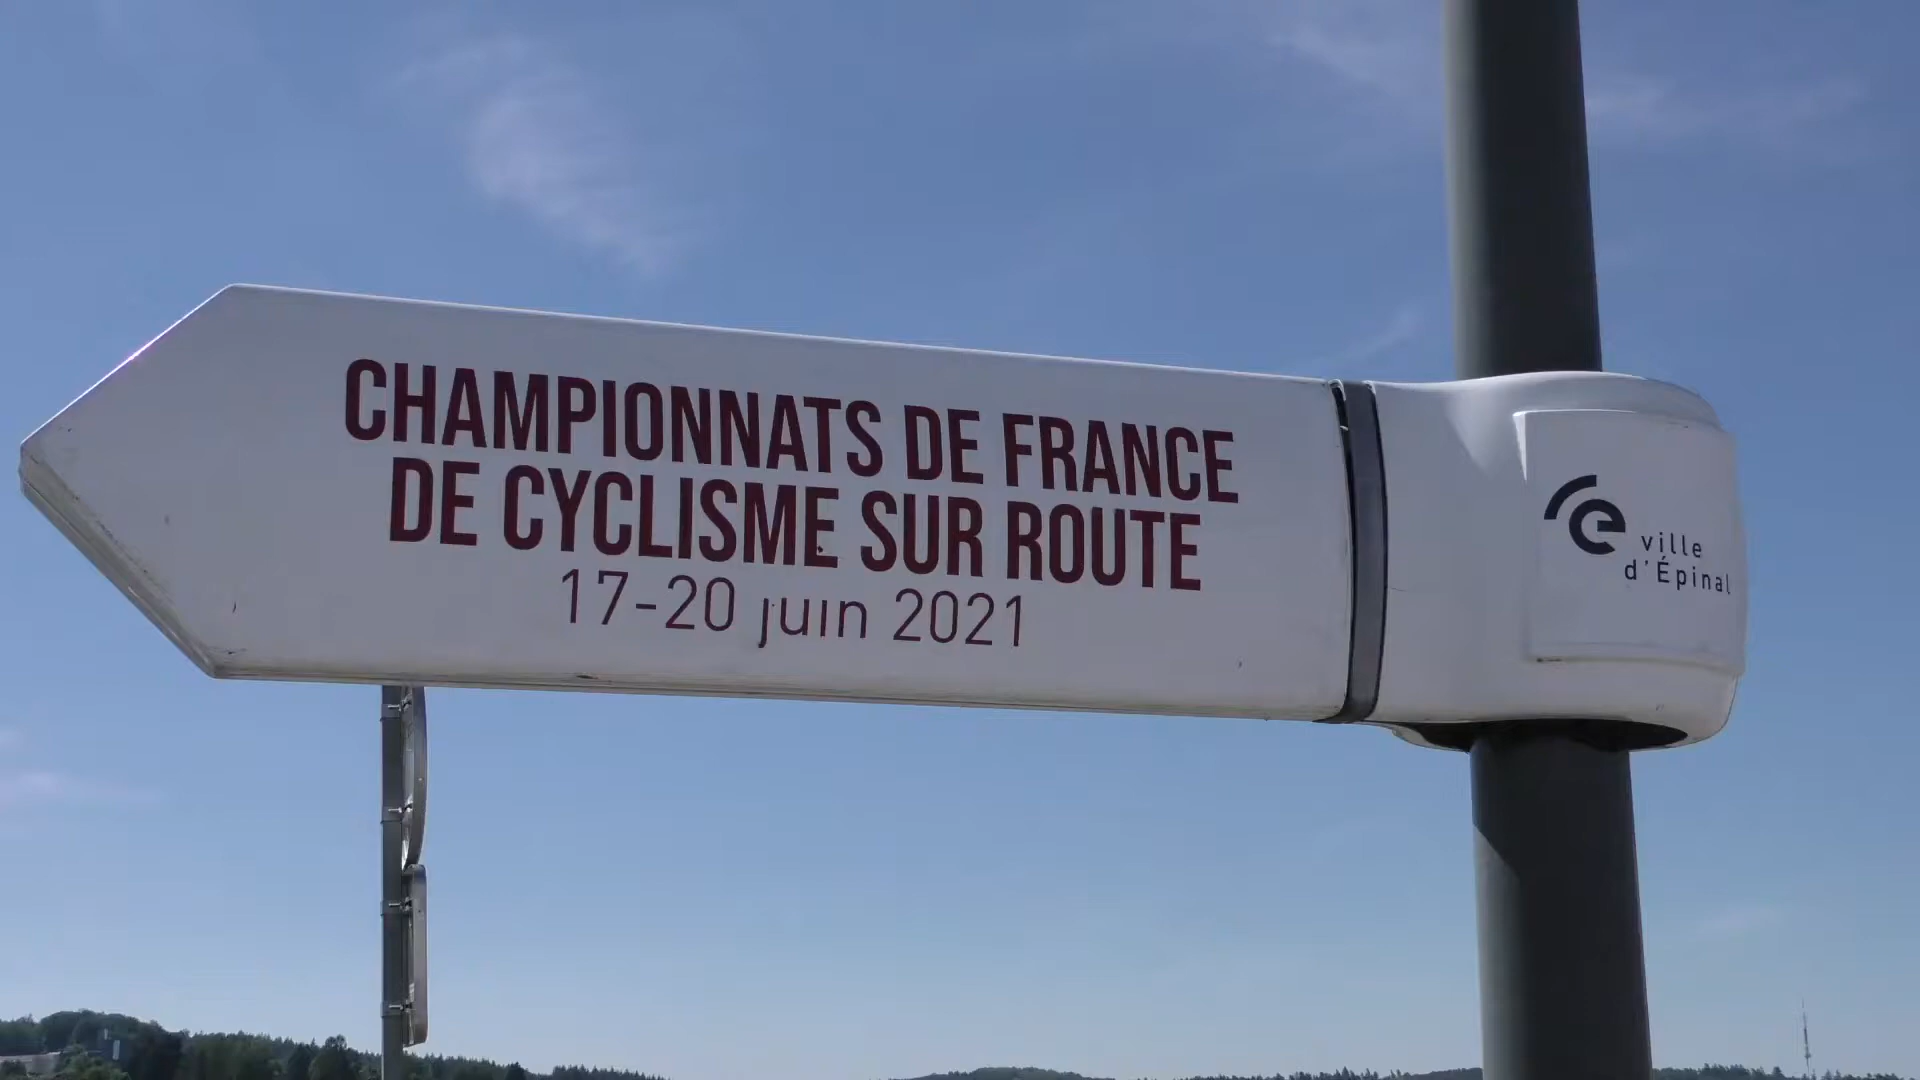 CHAMPIONNATS DE FRANCE
DE CYCLISME SUR ROUTE
17-20 juin 2021
ville
d'Épinal